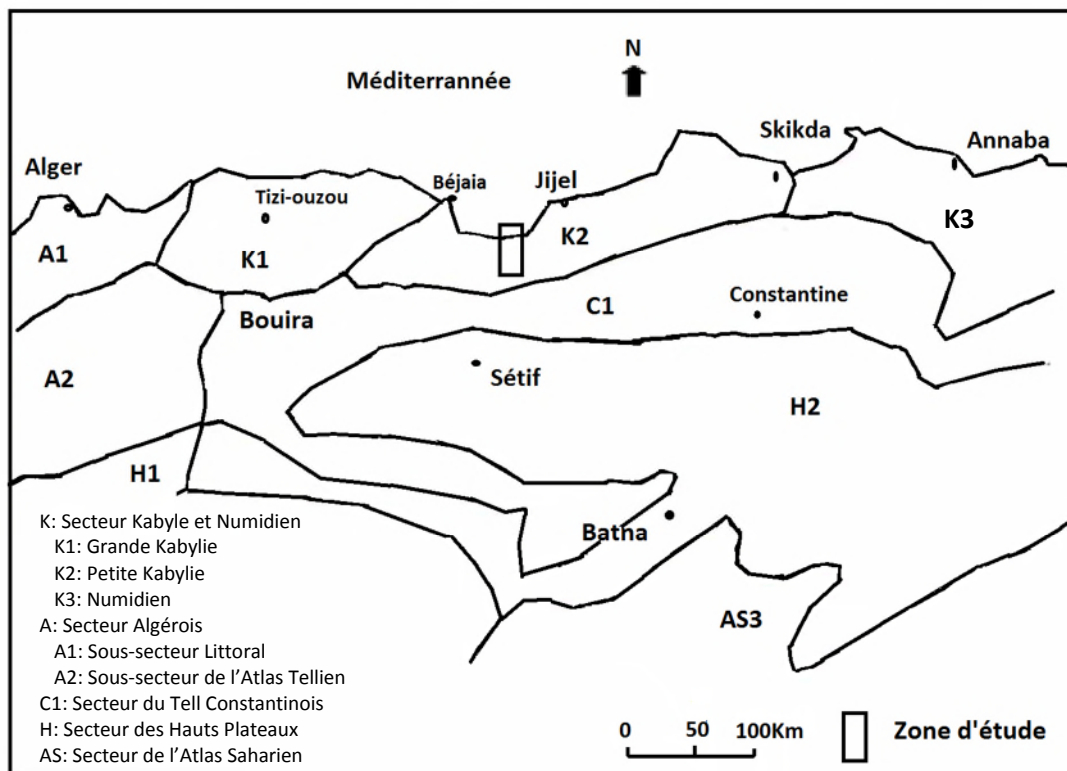 N
Méditerrannée
Skikda
Annaba
Alger
Béjaia
Jijel
Tizi-ouzou
A1
K1
K2
K3
Bouira
C1
Constantine
A2
Sétif
H2
H1
Batna
AS3
K: Secteur Kabyle et Numidien
K1: Grande Kabylie
K2: Petite Kabylie
K3: Numidien
A: Secteur Algérois
A1: Sous-secteur Littoral
A2: Sous-secteur de l’Atlas Tellien
C1: Secteur du Tell Constantinois
H: Secteur des Hauts Plateaux
AS: Secteur de l’Atlas Saharien
0 50 100Km
Zone d'étude